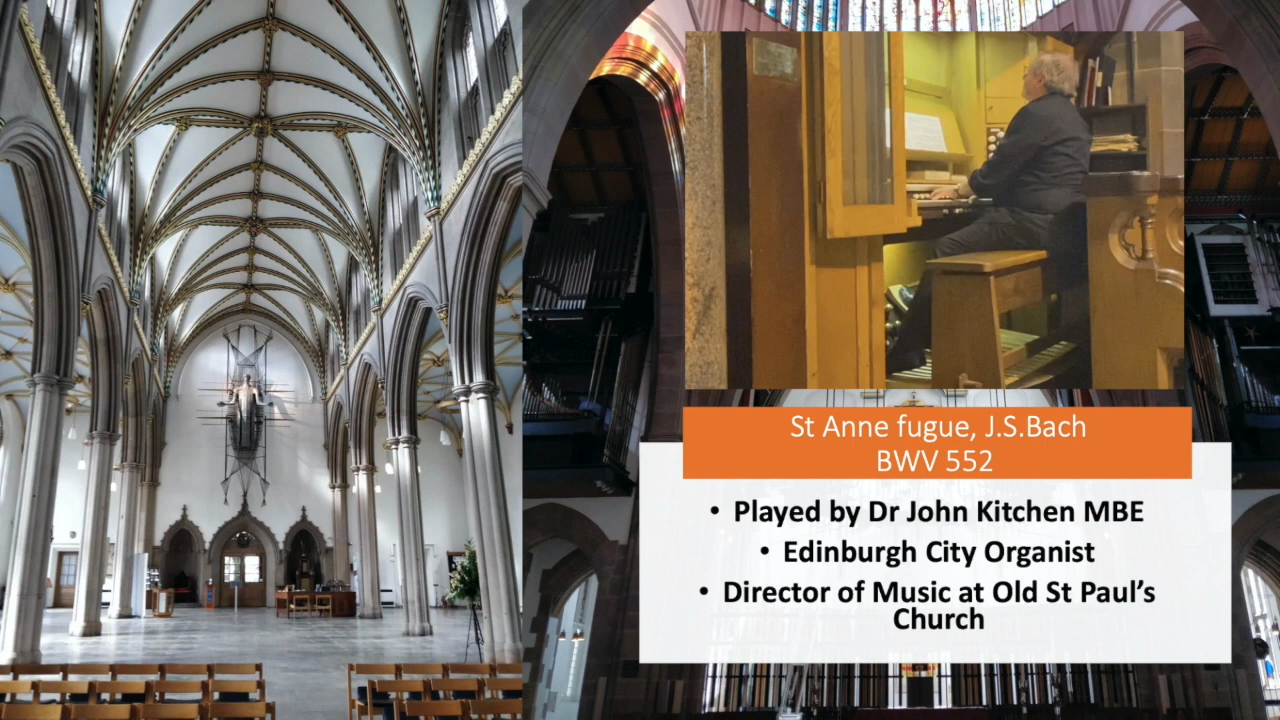 St Anne fugue, J.S.Bach
BWV 552
• Played by Dr John Kitchen MBE
• Edinburgh City Organist
• Director of Music at Old St Paul’s
Church